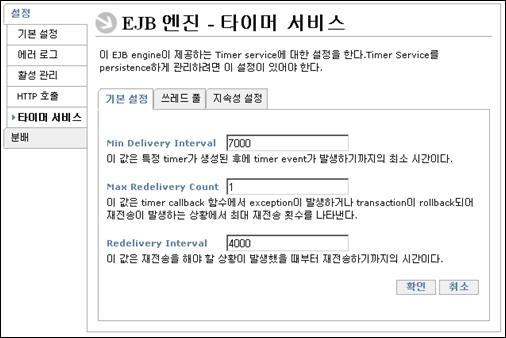 설정
기본 설정
에러 로그
활성 관리
HTTP 호출
타이머 서비스
분배
EJB 엔진 - 타이머 서비스
이 EJB engine이 제공하는 Timer service에 대한 설정을 한다.Timer Service를
persistence하게 관리하려면 이 설정이 있어야 한다.
기본 설정 쓰레드 풀 지속성 설정
Min Delivery Interval 7000
이 값은 특정 timer가 생성된 후에 timer event가 발생하기까지의 최소 시간이다.
Max Redelivery Count 1
이 값은 timer callback 함수에서 exception이 발생하거나 transaction이 rollback되어
재전송이 발생하는 상황에서 최대 재전송 횟수를 나타낸다.
Redelivery Interval 4000
이 값은 재전송을 해야 할 상황이 발생했을 때부터 재전송하기까지의 시간이다.
확인 취소